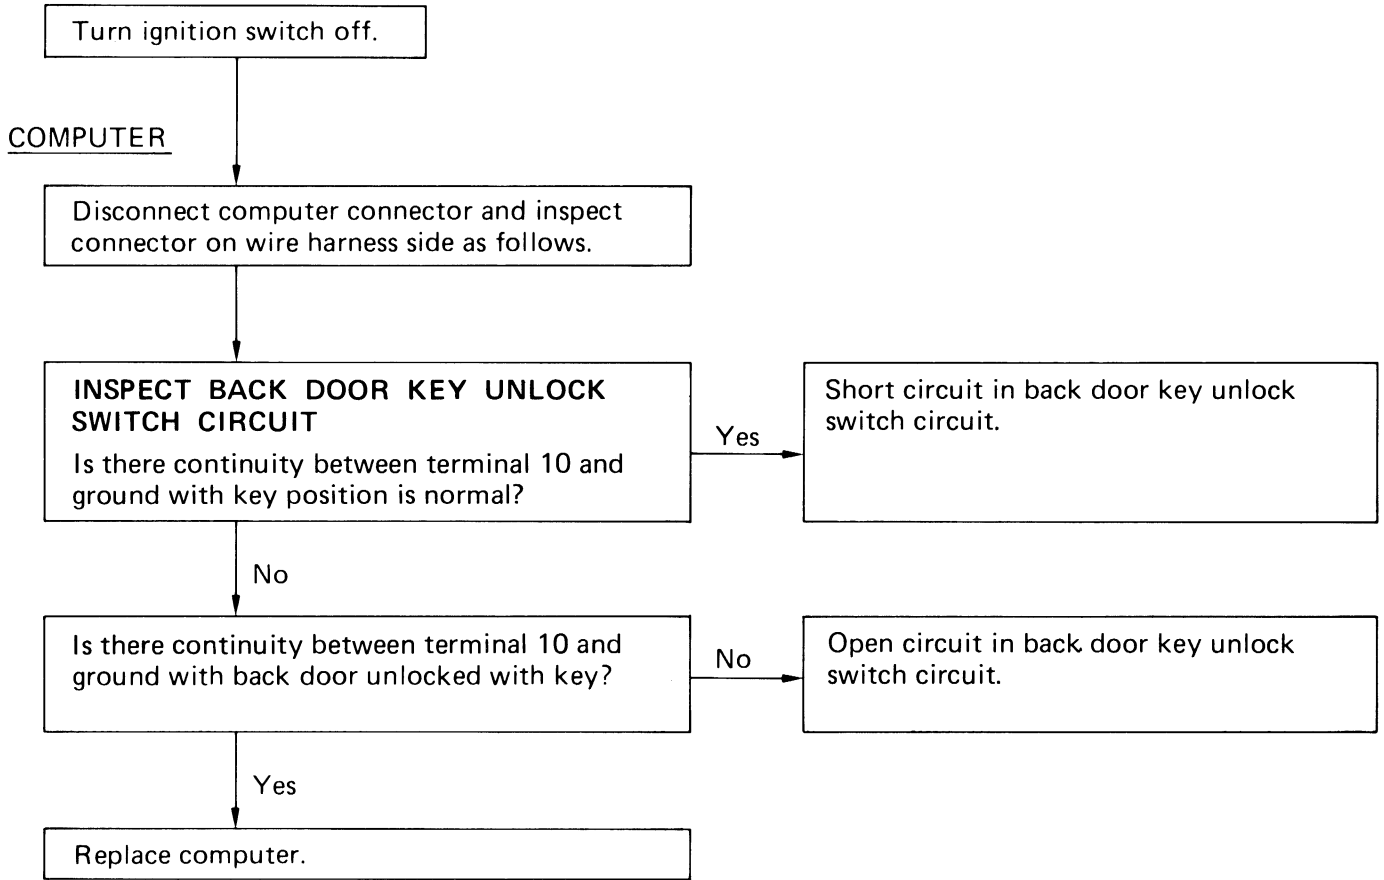 Turn ignition switch off.
COMPUTER
Disconnect computer connector and inspect
connector on wire harness side as follows.
INSPECT BACK DOOR KEY UNLOCK
SWITCH CIRCUIT
Is there continuity between terminal 10 and
ground with key position is normal?
Yes
Short circuit in back door key unlock
switch circuit.
No
Is there continuity between terminal 10 and
ground with back door unlocked with key?
No
Open circuit in back door key unlock
switch circuit.
Yes
Replace computer.